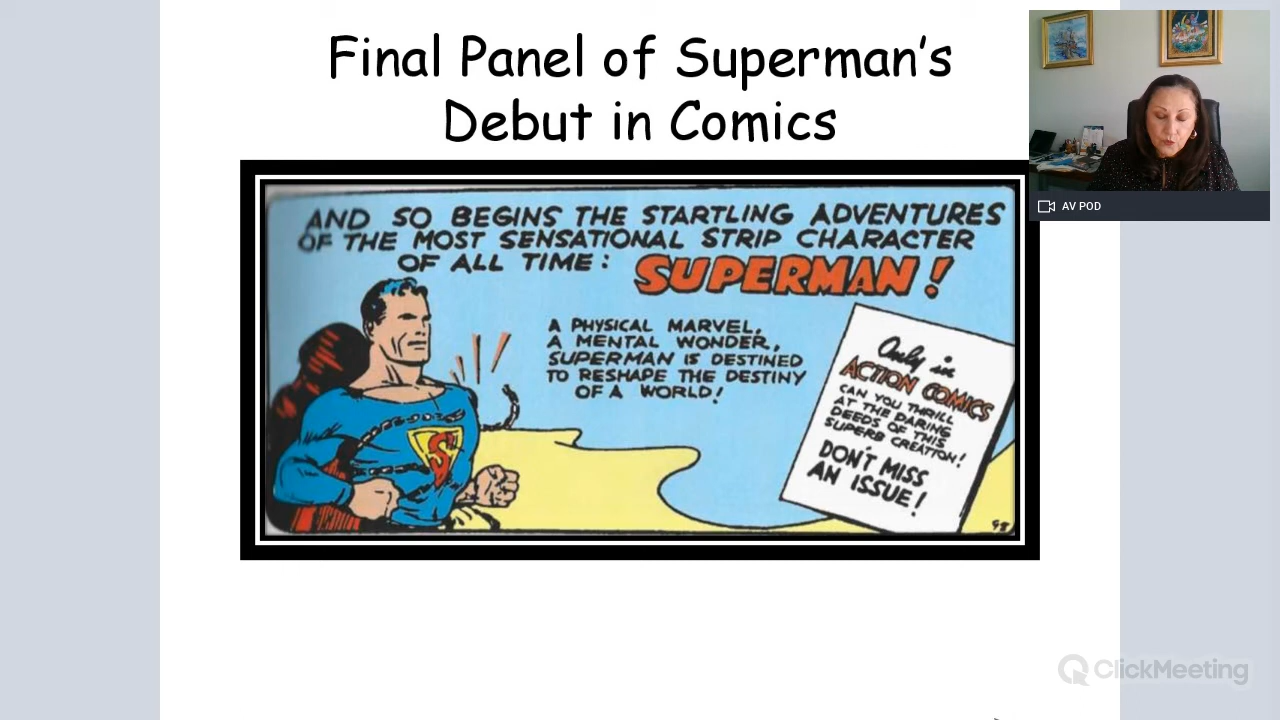 Final Panel of Superman's
Debut in Comics
AND SO BEGINS THE STARTLING ADVENTURES
OF THE MOST SENSATIONAL STRIP CHARACTER
OF ALL TIME: SUPERMAN!
A PHYSICAL MARVEL,
A MENTAL WONDER,
SUPERMAN IS DESTINED
TO RESHAPE THE DESTINY
OF A WORLD!
Only in
ACTION COMICS
CAN YOU THRILL
AT THE DARING
DEEDS OF THIS
SUPERB CREATION!
DON'T MISS
AN ISSUE!
S
98
AV POD
ClickMeeting